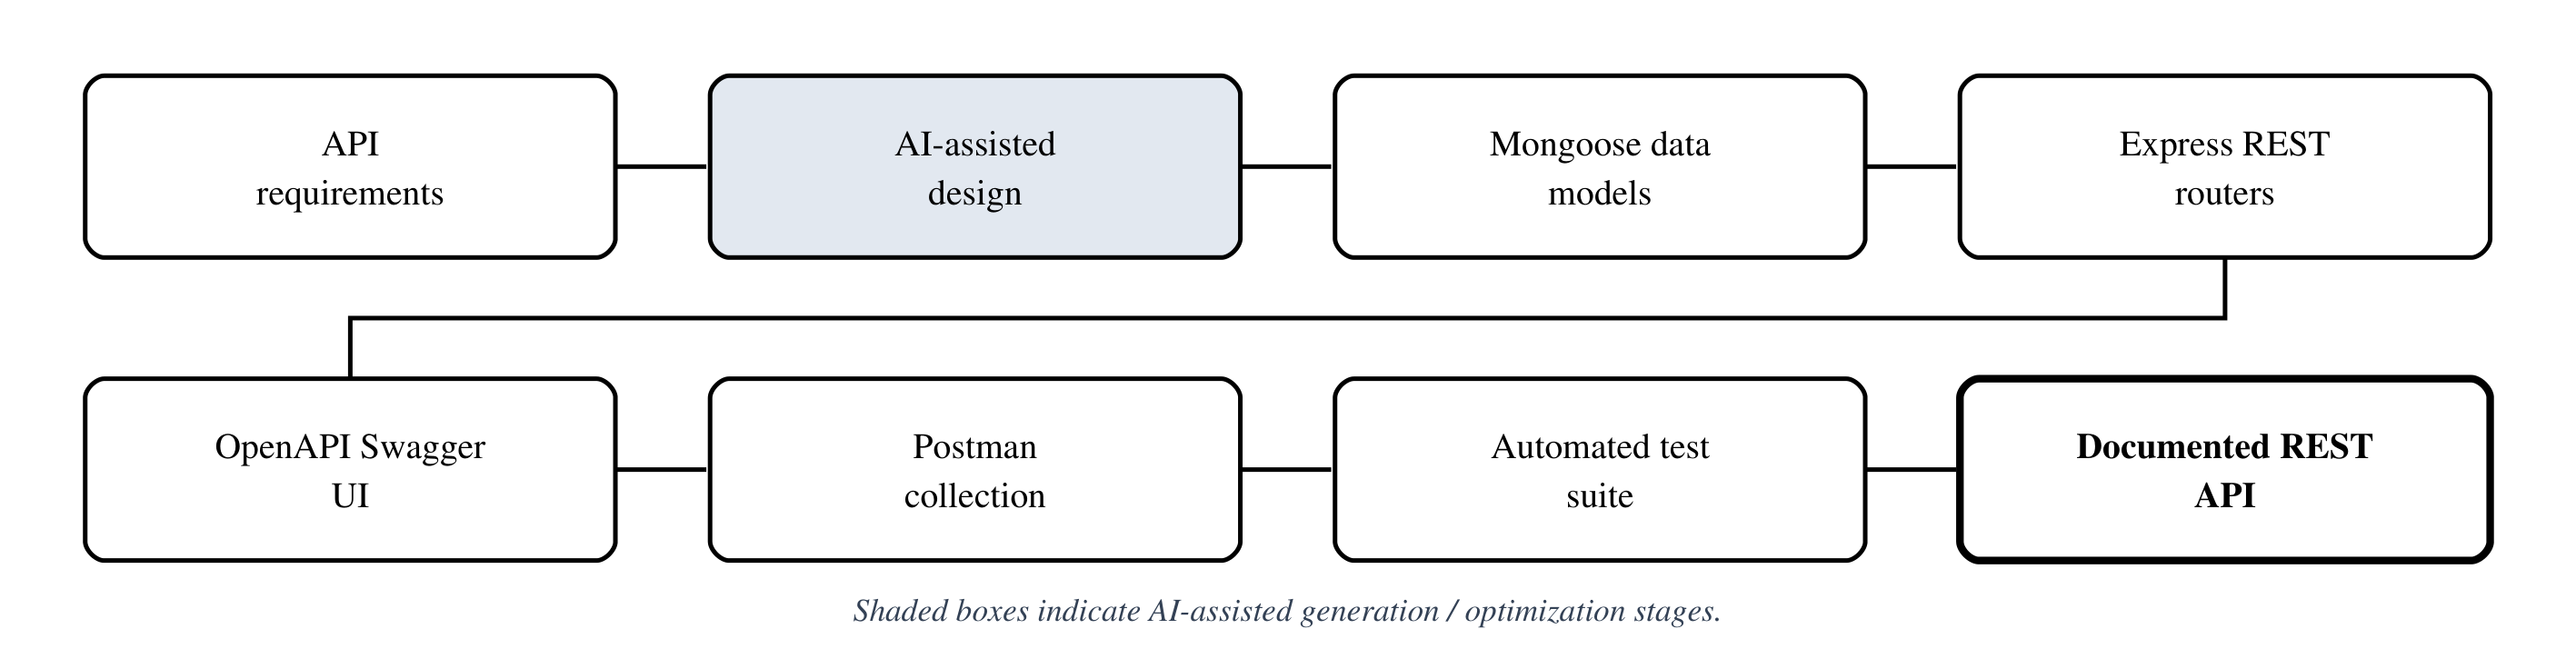 API
requirements
AI-assisted
design
Mongoose data
models
Express REST
routers
OpenAPI Swagger
UI
Postman
collection
Automated test
suite
Documented REST
API
Shaded boxes indicate AI-assisted generation / optimization stages.